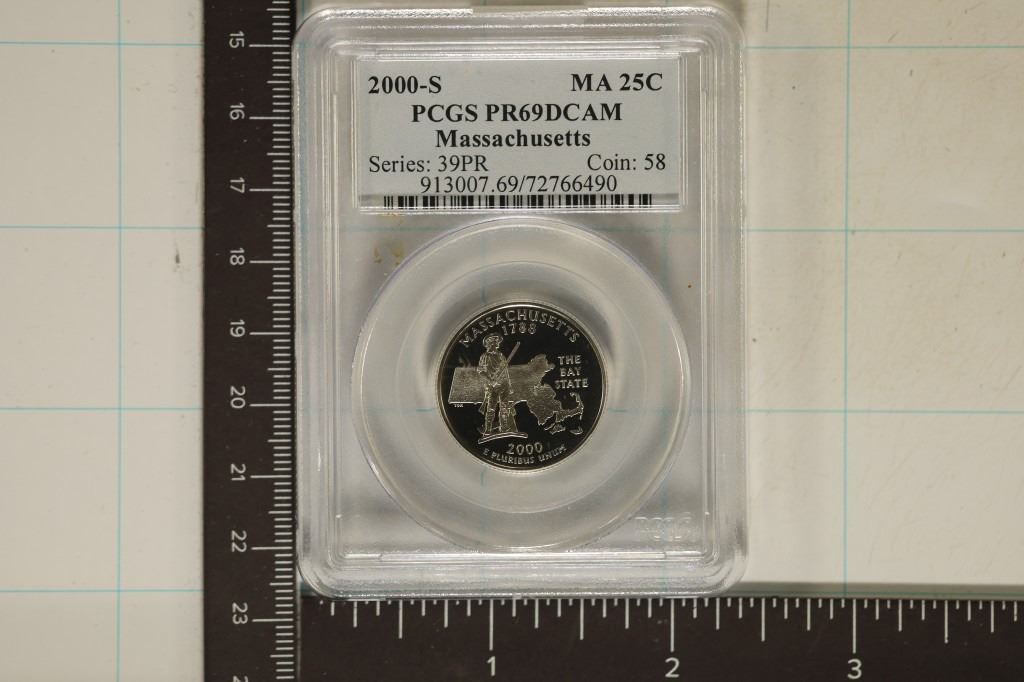 2000-S MA 25C
PCGS PR69DCAM
Massachusetts
Series: 39PR Coin: 58
913007.69/72766490
MASSACHUSETTS
1788
THE
BAY
STATE
2000
E PLURIBUS UNUM
PCGS
15
16
17
18
19
20
21
22
23
1 2 3